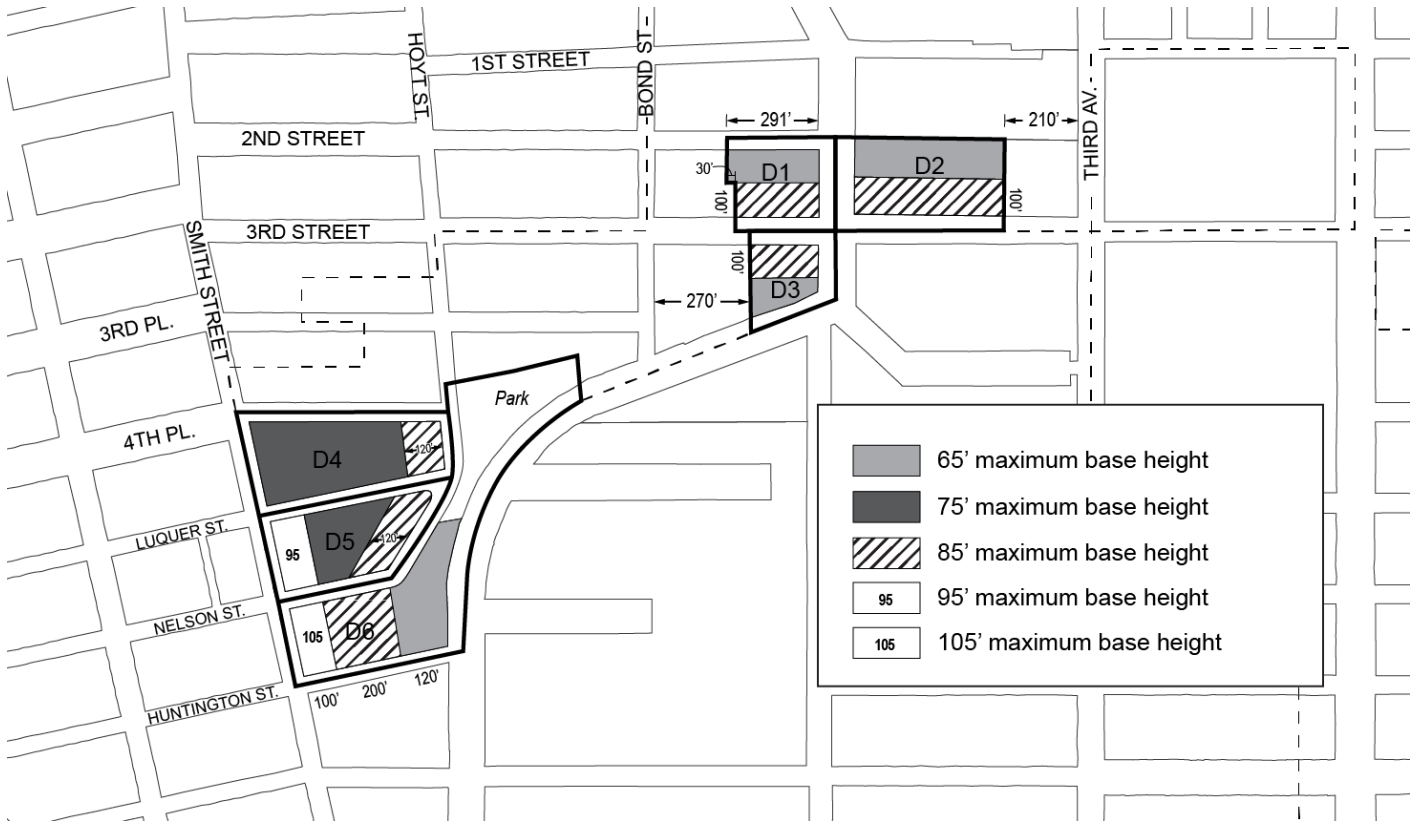 HOYT ST.
BOND ST
1ST STREET
THIRD AV.
2ND STREET
291'
210'
30'
D1
D2
100'
100'
SMITH STREET
3RD STREET
100'
D3
270'
3RD PL.
Park
4TH PL.
D4
120'
LUQUER ST.
95
D5
120'
NELSON ST.
105
D6
HUNTINGTON ST.
100'
200'
120'
65' maximum base height
75' maximum base height
85' maximum base height
95
95' maximum base height
105
105' maximum base height